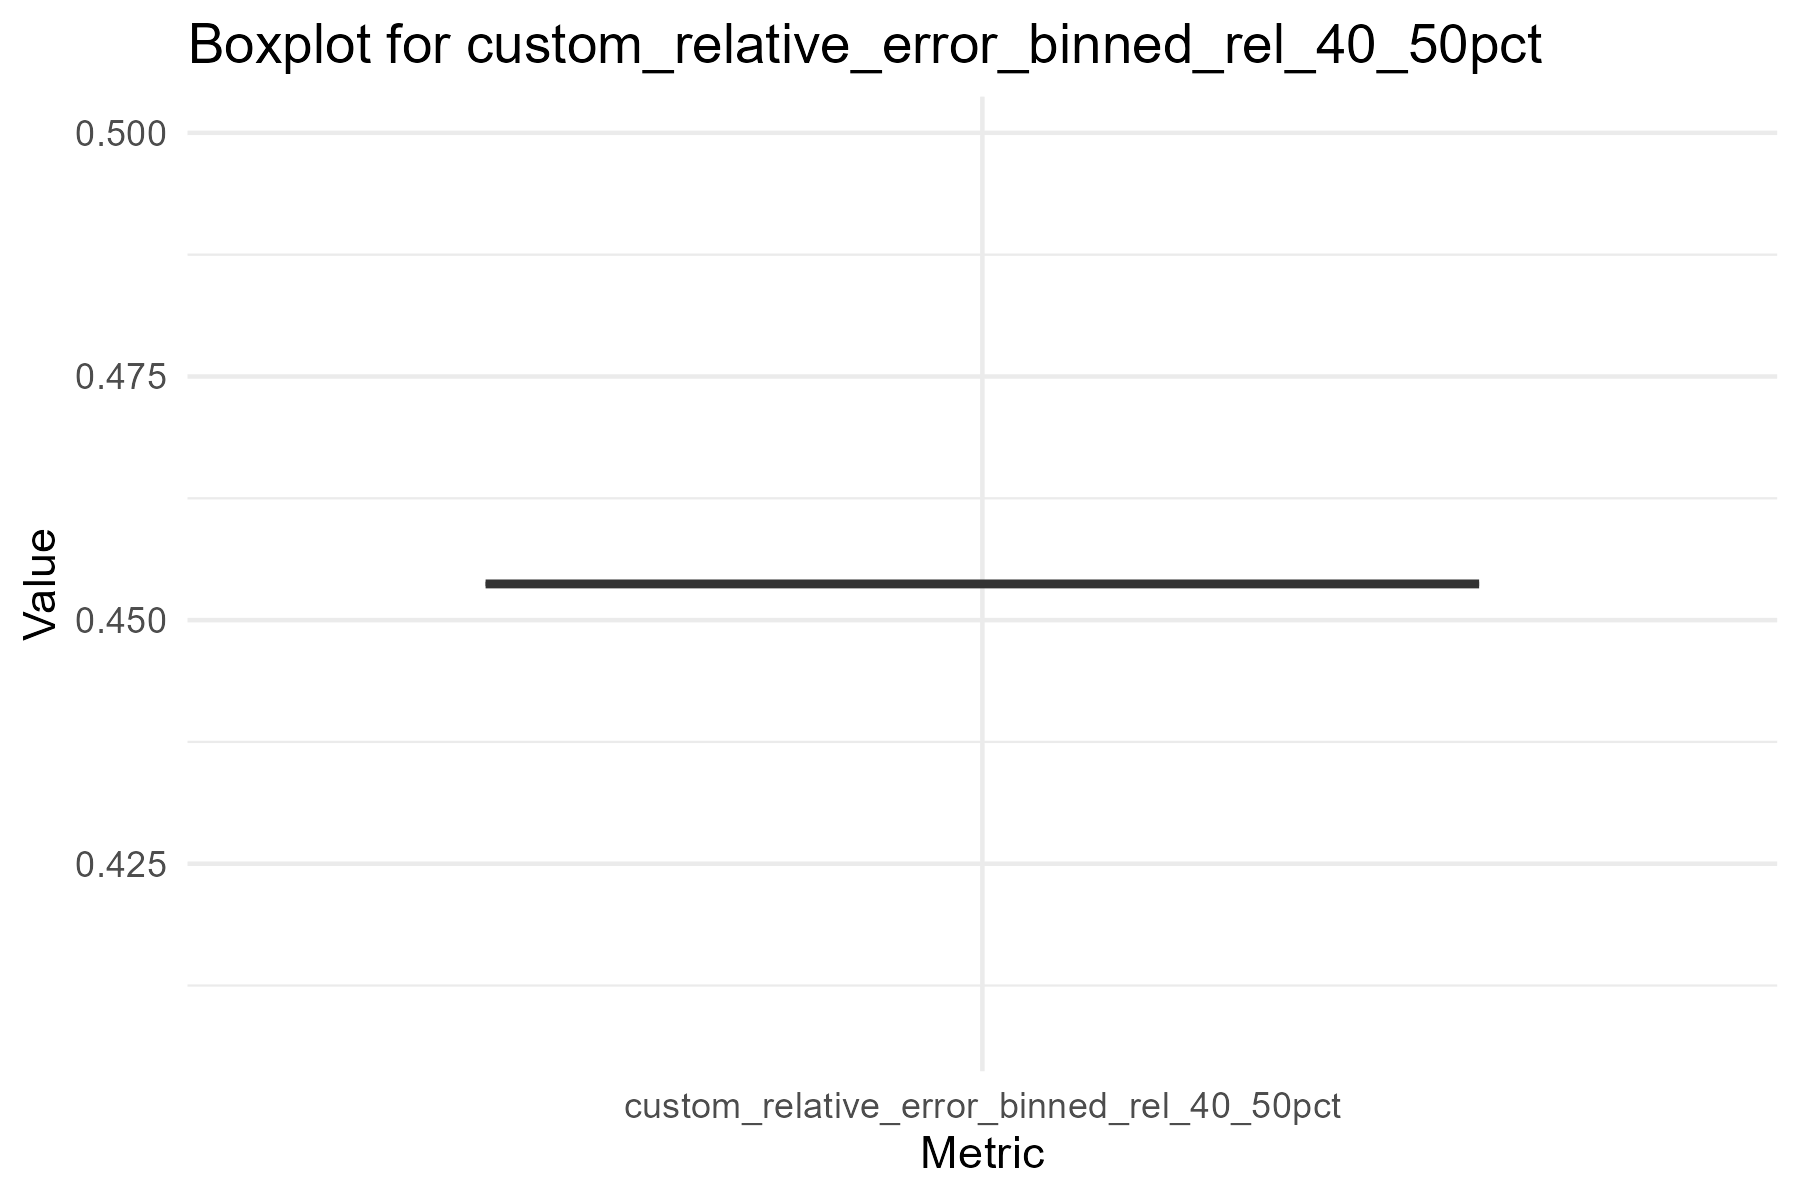 Boxplot for custom_relative_error_binned_rel_40_50pct
0.500
0.475
0.450
0.425
Value
custom_relative_error_binned_rel_40_50pct
Metric